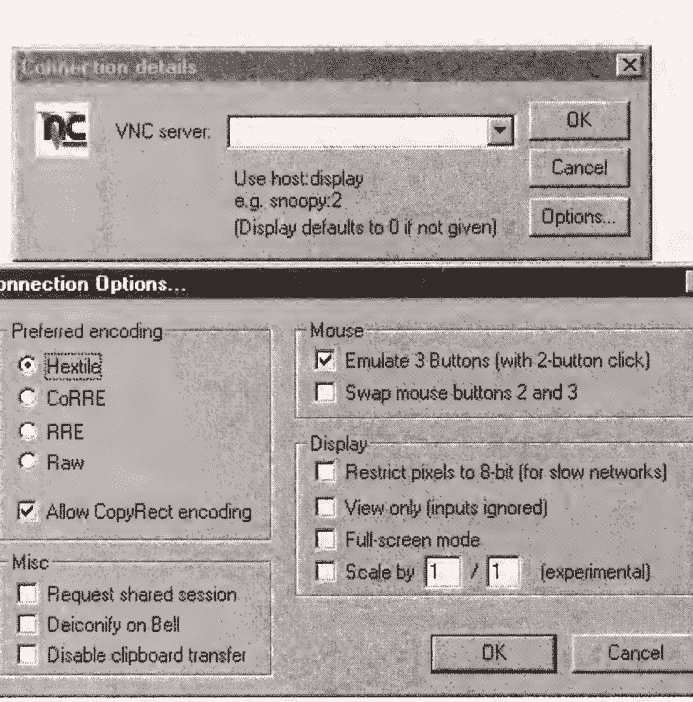 Connection details
VNC server:
OK
Use host:display
e.g. snoopy:2
(Display defaults to 0 if not given)
Cancel
Options...
onnection Options...
Preferred encoding
Hextile
CoRRE
RRE
Raw
Allow CopyRect encoding
Misc
Request shared session
Deiconify on Bell
Disable clipboard transfer
Mouse
Emulate 3 Buttons (with 2-button click)
Swap mouse buttons 2 and 3
Display
Restrict pixels to 8-bit (for slow networks)
View only (inputs ignored)
Full-screen mode
Scale by 1 / 1 (experimental)
OK
Cancel